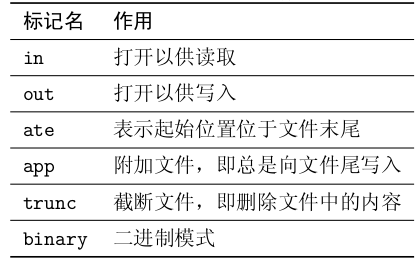 标记名 作用
in 打开以供读取
out 打开以供写入
ate 表示起始位置位于文件末尾
app 附加文件，即总是向文件尾写入
trunc 截断文件，即删除文件中的内容
binary 二进制模式